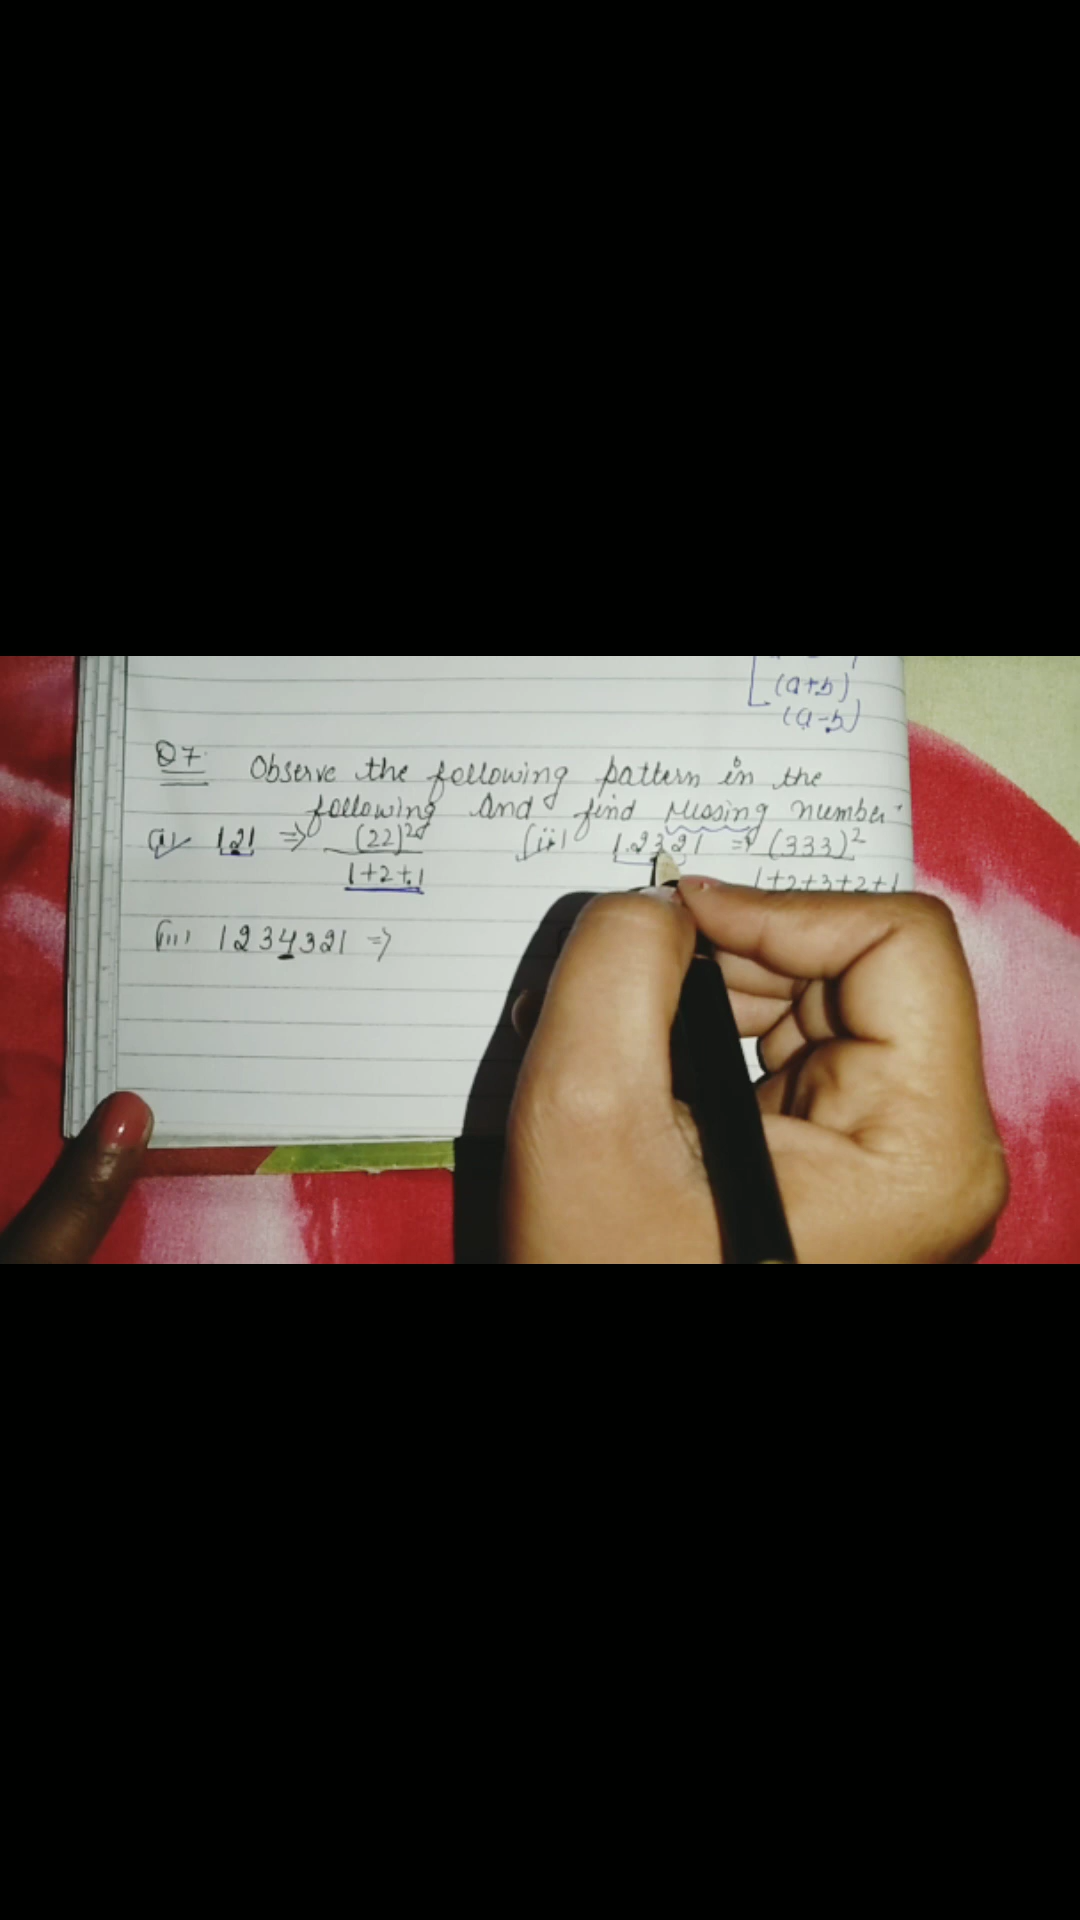 (a+b)
(a-b)
Q7. Observe the following pattern in the
following and find Missing number.
(i) 121 ⇒ (22)²
1+2+1
(ii) 12321 ⇒ (333)²
1+2+3+2+1
(iii) 1234321 ⇒